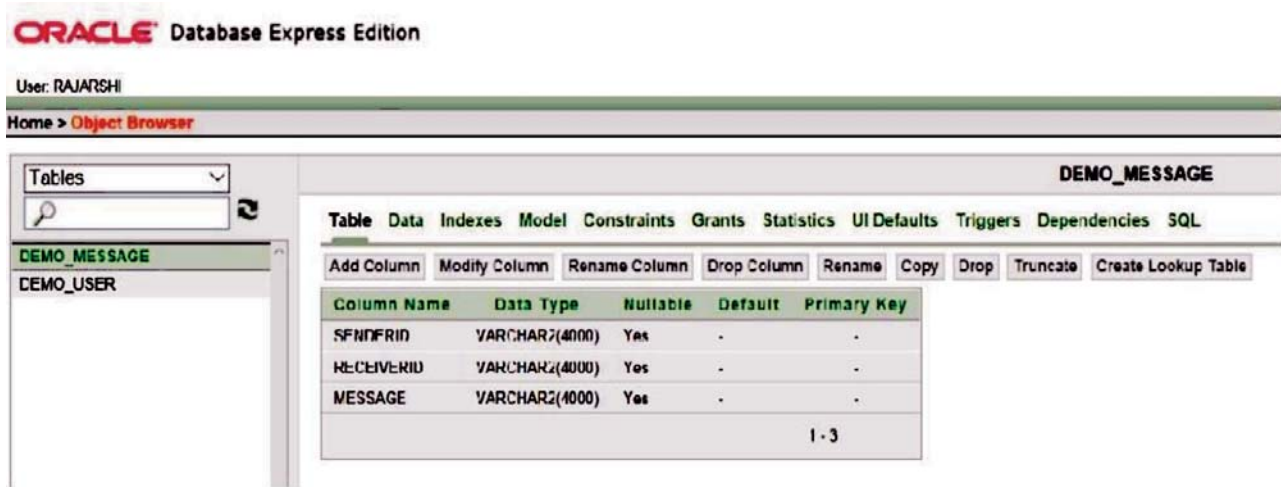 ORACLE Database Express Edition
User: RAJARSHI
Home > Object Browser
Tables
DEMO_MESSAGE
DEMO_USER
DEMO_MESSAGE
Table Data Indexes Model Constraints Grants Statistics UI Defaults Triggers Dependencies SQL
Add Column Modify Column Rename Column Drop Column Rename Copy Drop Truncate Create Lookup Table
Column Name Data Type Nullable Default Primary Key
SENDERID VARCHAR2(4000) Yes - -
RECEIVERID VARCHAR2(4000) Yes - -
MESSAGE VARCHAR2(4000) Yes - -
1 - 3